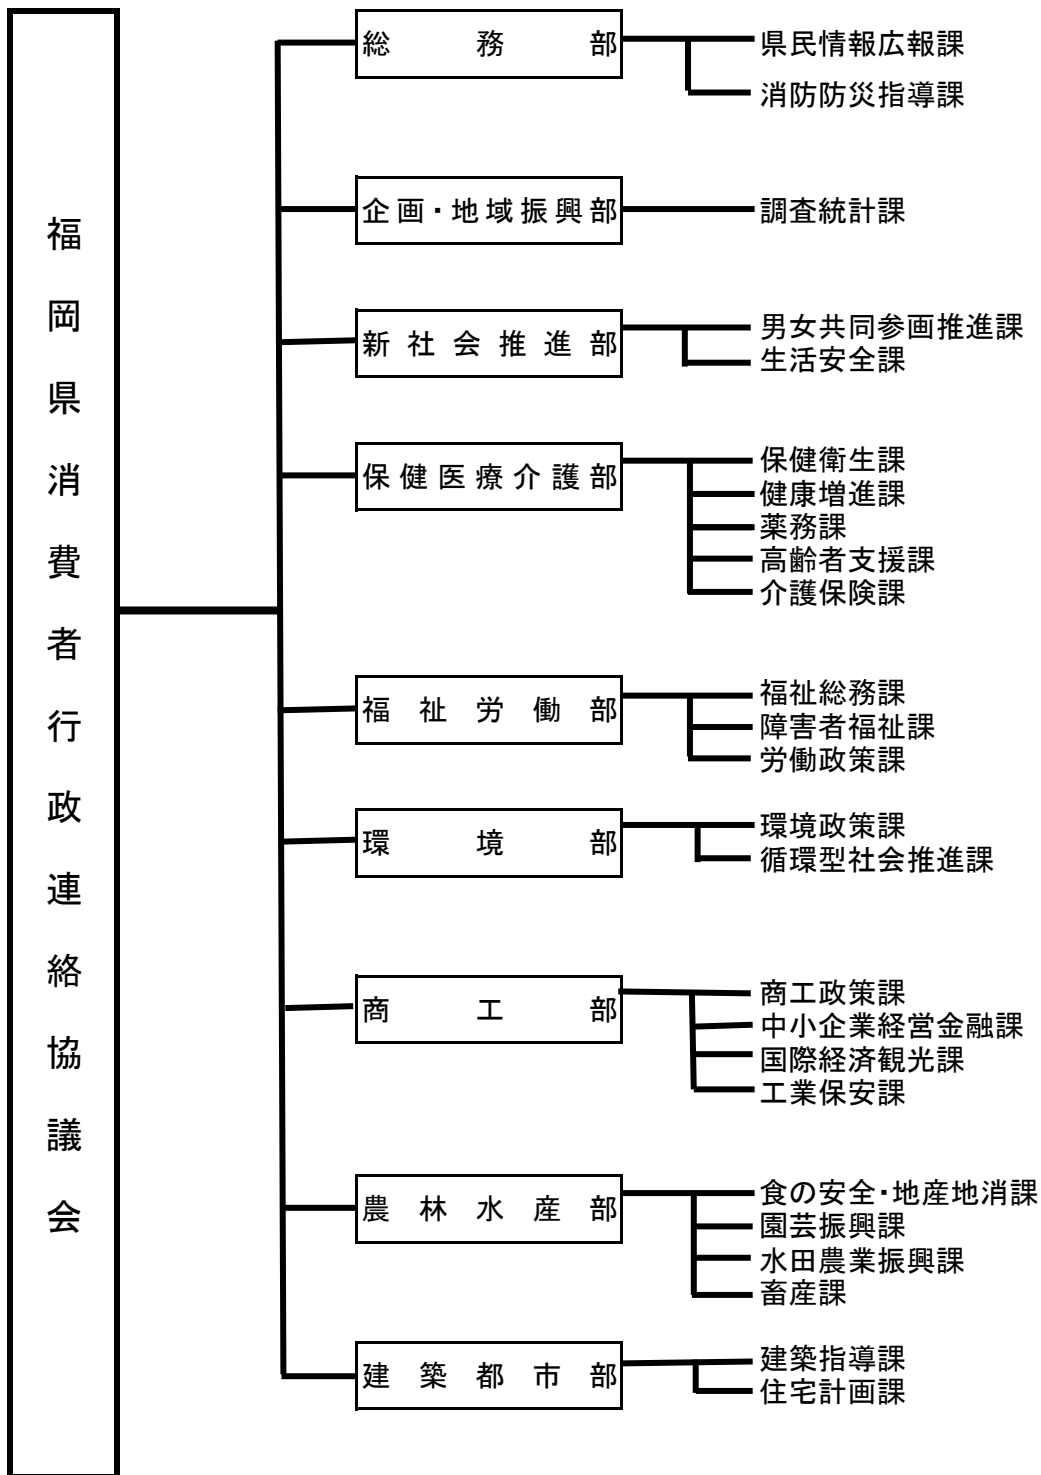 福岡県消費者行政連絡協議会
総務部
県民情報広報課
消防防災指導課
企画・地域振興部
調査統計課
新社会推進部
男女共同参画推進課
生活安全課
保健医療介護部
保健衛生課
健康増進課
薬務課
高齢者支援課
介護保険課
福祉労働部
福祉総務課
障害者福祉課
労働政策課
環境部
環境政策課
循環型社会推進課
商工部
商工政策課
中小企業経営金融課
国際経済観光課
工業保安課
農林水産部
食の安全・地産地消課
園芸振興課
水田農業振興課
畜産課
建築都市部
建築指導課
住宅計画課